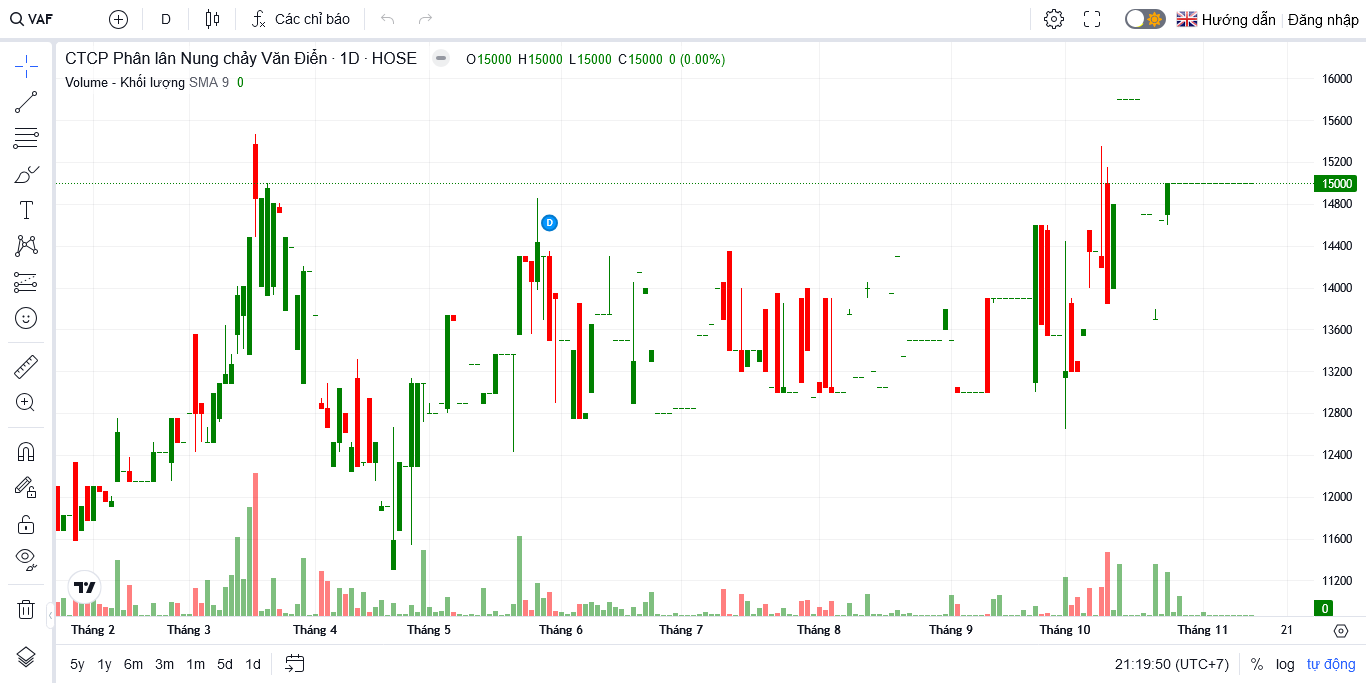 VAF D Các chỉ báo Hướng dẫn Đăng nhập
CTCP Phân lân Nung chảy Văn Điển · 1D · HOSE O15000 H15000 L15000 C15000 0 (0.00%)
Volume - Khối lượng SMA 9 0
16000
15600
15200
15000
14800
D
14400
14000
13600
13200
12800
12400
12000
11600
11200
0
Tháng 2 Tháng 3 Tháng 4 Tháng 5 Tháng 6 Tháng 7 Tháng 8 Tháng 9 Tháng 10 Tháng 11 21
5y 1y 6m 3m 1m 5d 1d 21:19:50 (UTC+7) % log tự động